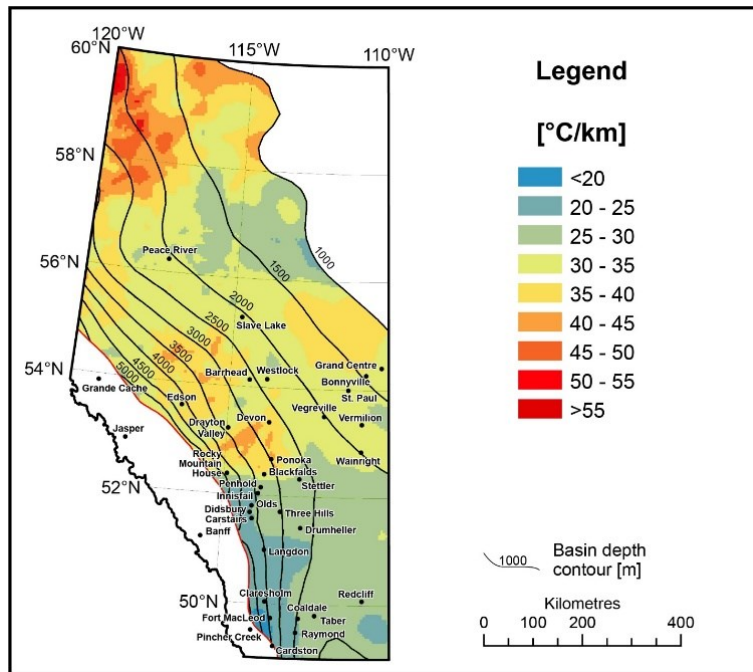 120°W
60°N
115°W
110°W
58°N
56°N
54°N
52°N
50°N
1000
1500
2000
2500
3000
3500
4000
4500
5000
Peace River
Slave Lake
Grand Centre
Barrhead
Westlock
Bonnyville
St. Paul
Grande Cache
Edson
Vegreville
Vermilion
Devon
Drayton
Valley
Jasper
Wainright
Rocky
Mountain
House
Ponoka
Blackfalds
Stettler
Penhold
Innisfail
Olds
Didsbury
Carstairs
Three Hills
Banff
Drumheller
Langdon
Claresholm
Redcliff
Fort MacLeod
Coaldale
Taber
Pincher Creek
Raymond
Cardston
Legend
[°C/km]
<20
20 - 25
25 - 30
30 - 35
35 - 40
40 - 45
45 - 50
50 - 55
>55
1000
Basin depth
contour [m]
Kilometres
0 100 200 300 400